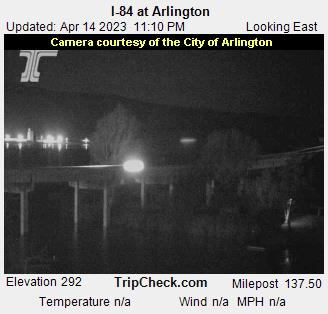 I-84 at Arlington
Updated: Apr 14 2023 11:10 PM Looking East
Camera courtesy of the City of Arlington
Elevation 292 TripCheck.com Milepost 137.50
Temperature n/a Wind n/a MPH n/a